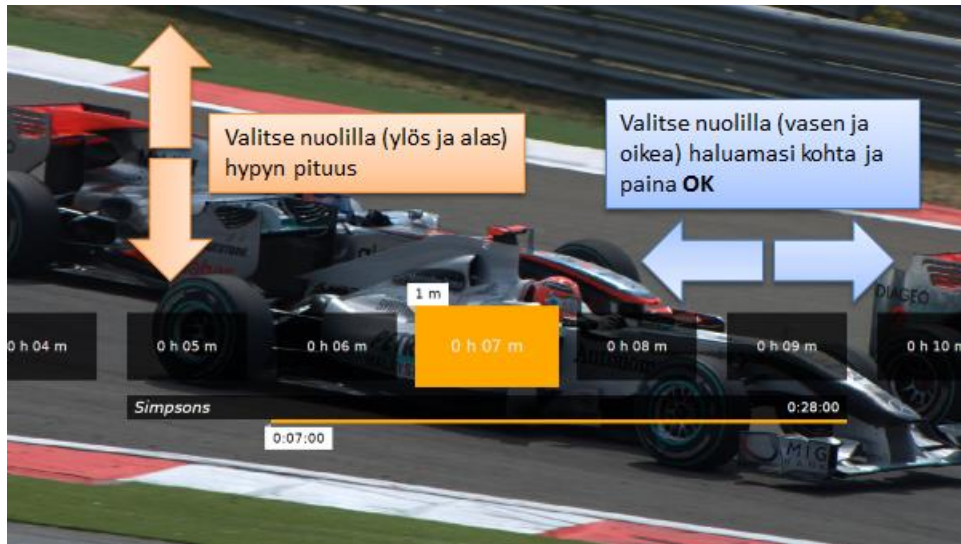 Valitse nuolilla (ylös ja alas)
hypyn pituus
Valitse nuolilla (vasen ja
oikea) haluamasi kohta ja
paina OK
DIAGEO
1 m
0 h 04 m
0 h 05 m
0 h 06 m
0 h 07 m
0 h 08 m
0 h 09 m
0 h 10 m
Simpsons
0:28:00
0:07:00
MIG